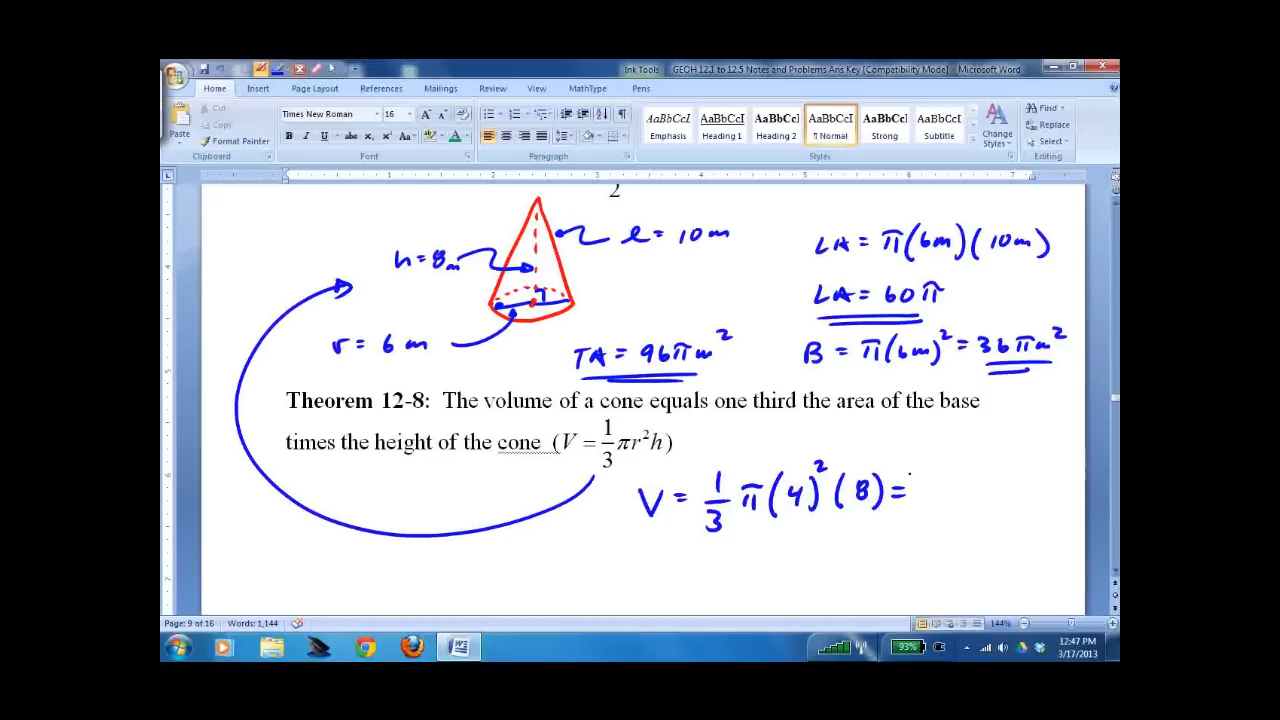 Ink Tools
GEOH 12.1 to 12.5 Notes and Problems Ans Key [Compatibility Mode] - Microsoft Word
Home Insert Page Layout References Mailings Review View MathType Pens
Paste
Cut
Copy
Format Painter
Clipboard
Times New Roman 16
Font
Paragraph
AaBbCcI Emphasis
AaBbCcI Heading 1
AaBbCcI Heading 2
AaBbCcI ¶ Normal
AaBbCcI Strong
AaBbCcI Subtitle
Styles
Change Styles
Find
Replace
Select
Editing
2
h = 8m
l = 10 m
r = 6 m
LA = π(6m)(10m)
LA = 60π
B = π(6m)² = 36πm²
TA = 96πm²
Theorem 12-8: The volume of a cone equals one third the area of the base
times the height of the cone (V = 1/3 πr²h)
V = 1/3 π(4)²(8) =
Page: 9 of 16 Words: 1,144 144%
93%
12:47 PM
3/17/2013